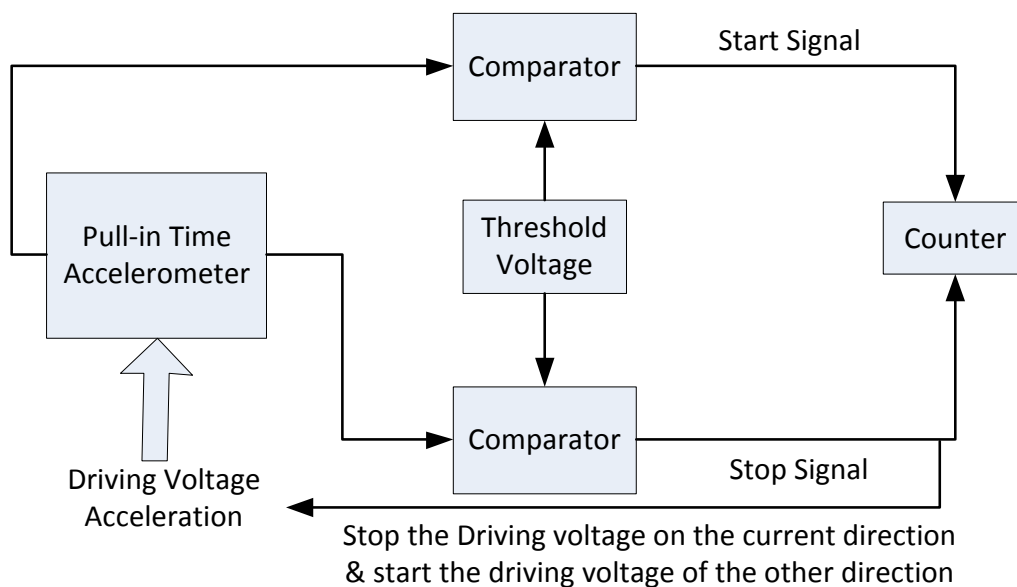 Start Signal
Comparator
Pull-in Time
Accelerometer
Threshold
Voltage
Counter
Comparator
Stop Signal
Driving Voltage
Acceleration
Stop the Driving voltage on the current direction
& start the driving voltage of the other direction